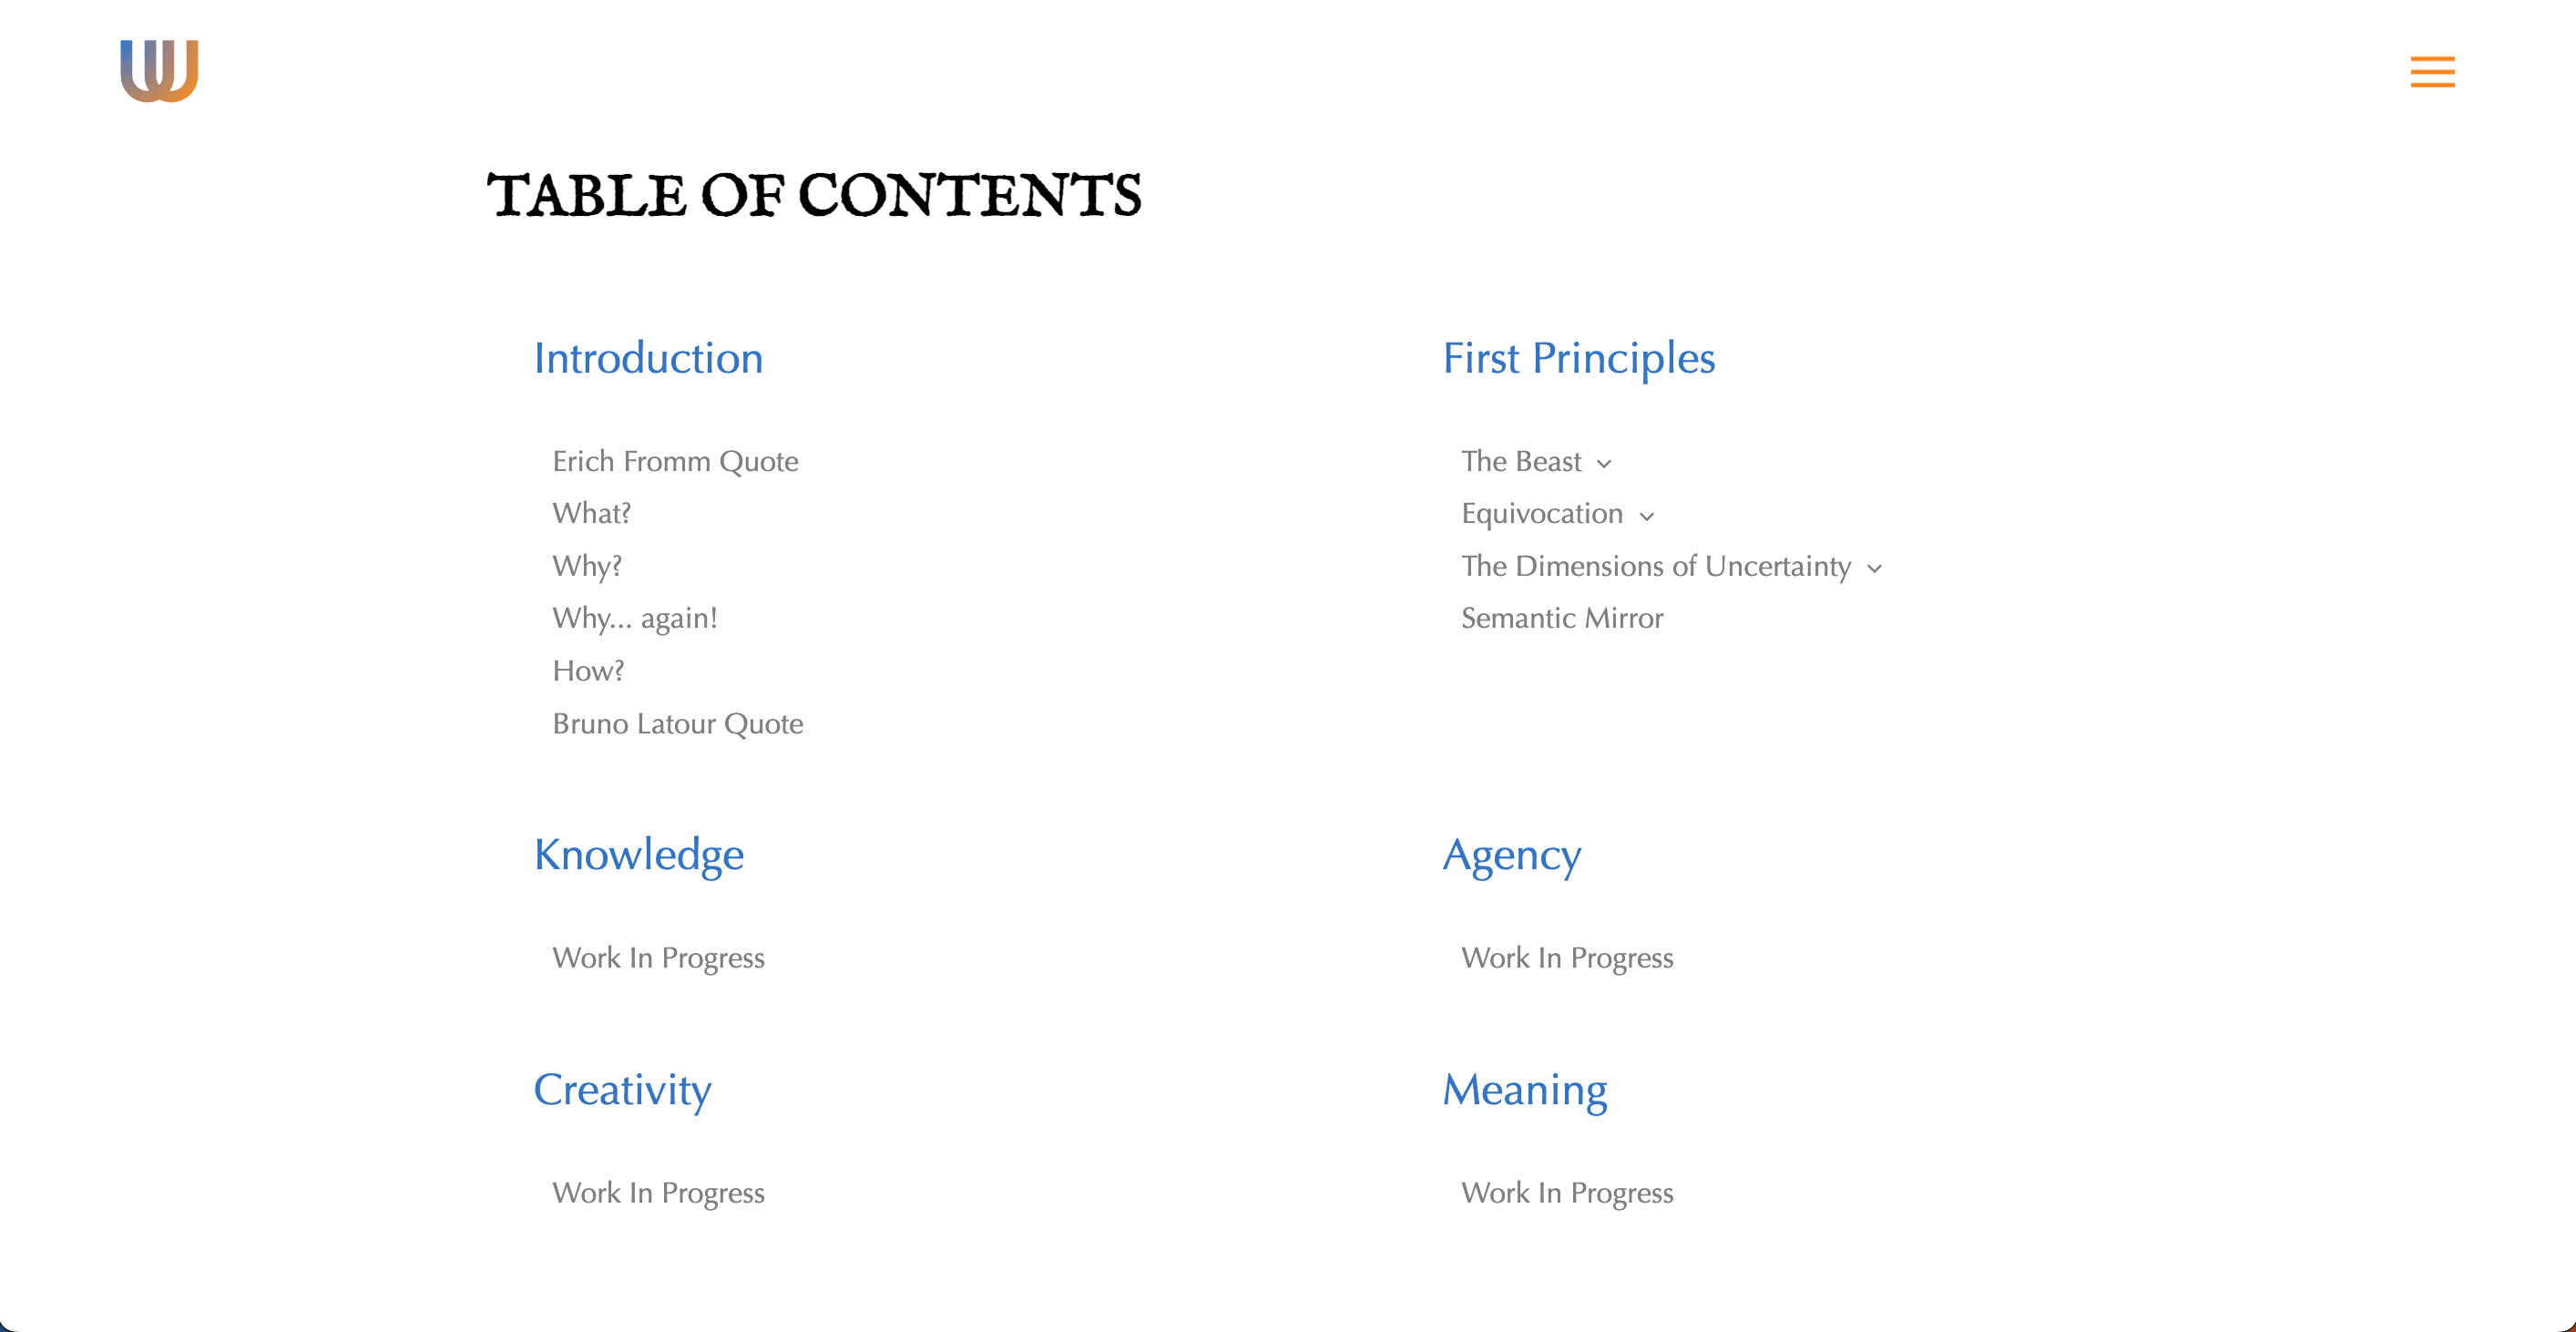 TABLE OF CONTENTS
Introduction
Erich Fromm Quote
What?
Why?
Why... again!
How?
Bruno Latour Quote
First Principles
The Beast
Equivocation
The Dimensions of Uncertainty
Semantic Mirror
Knowledge
Work In Progress
Agency
Work In Progress
Creativity
Work In Progress
Meaning
Work In Progress